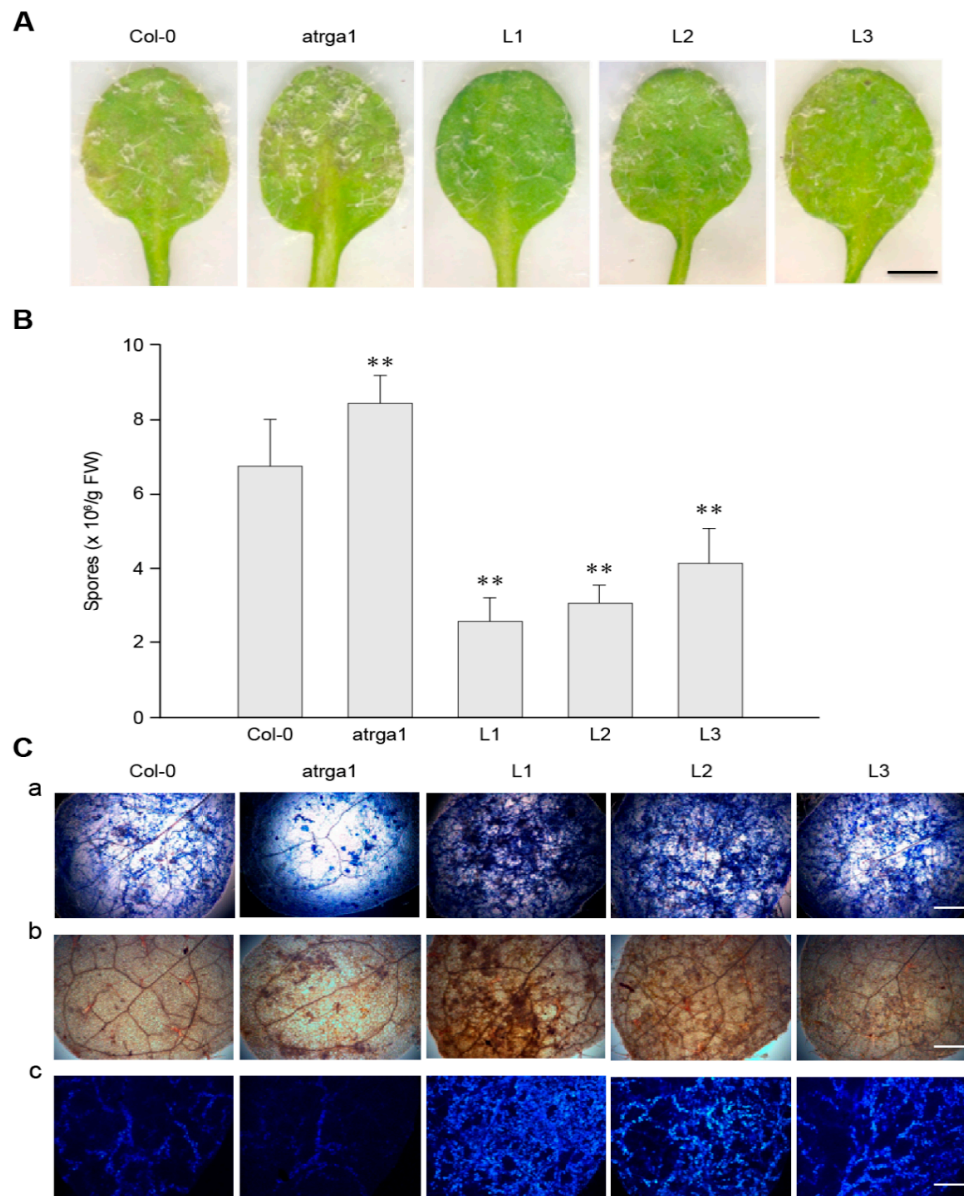 A
Col-0 atrga1 L1 L2 L3
B
10
8
6
4
2
0
Spores (x 10⁶/g FW)
** ** ** **
Col-0 atrga1 L1 L2 L3
C
Col-0 atrga1 L1 L2 L3
a
b
c